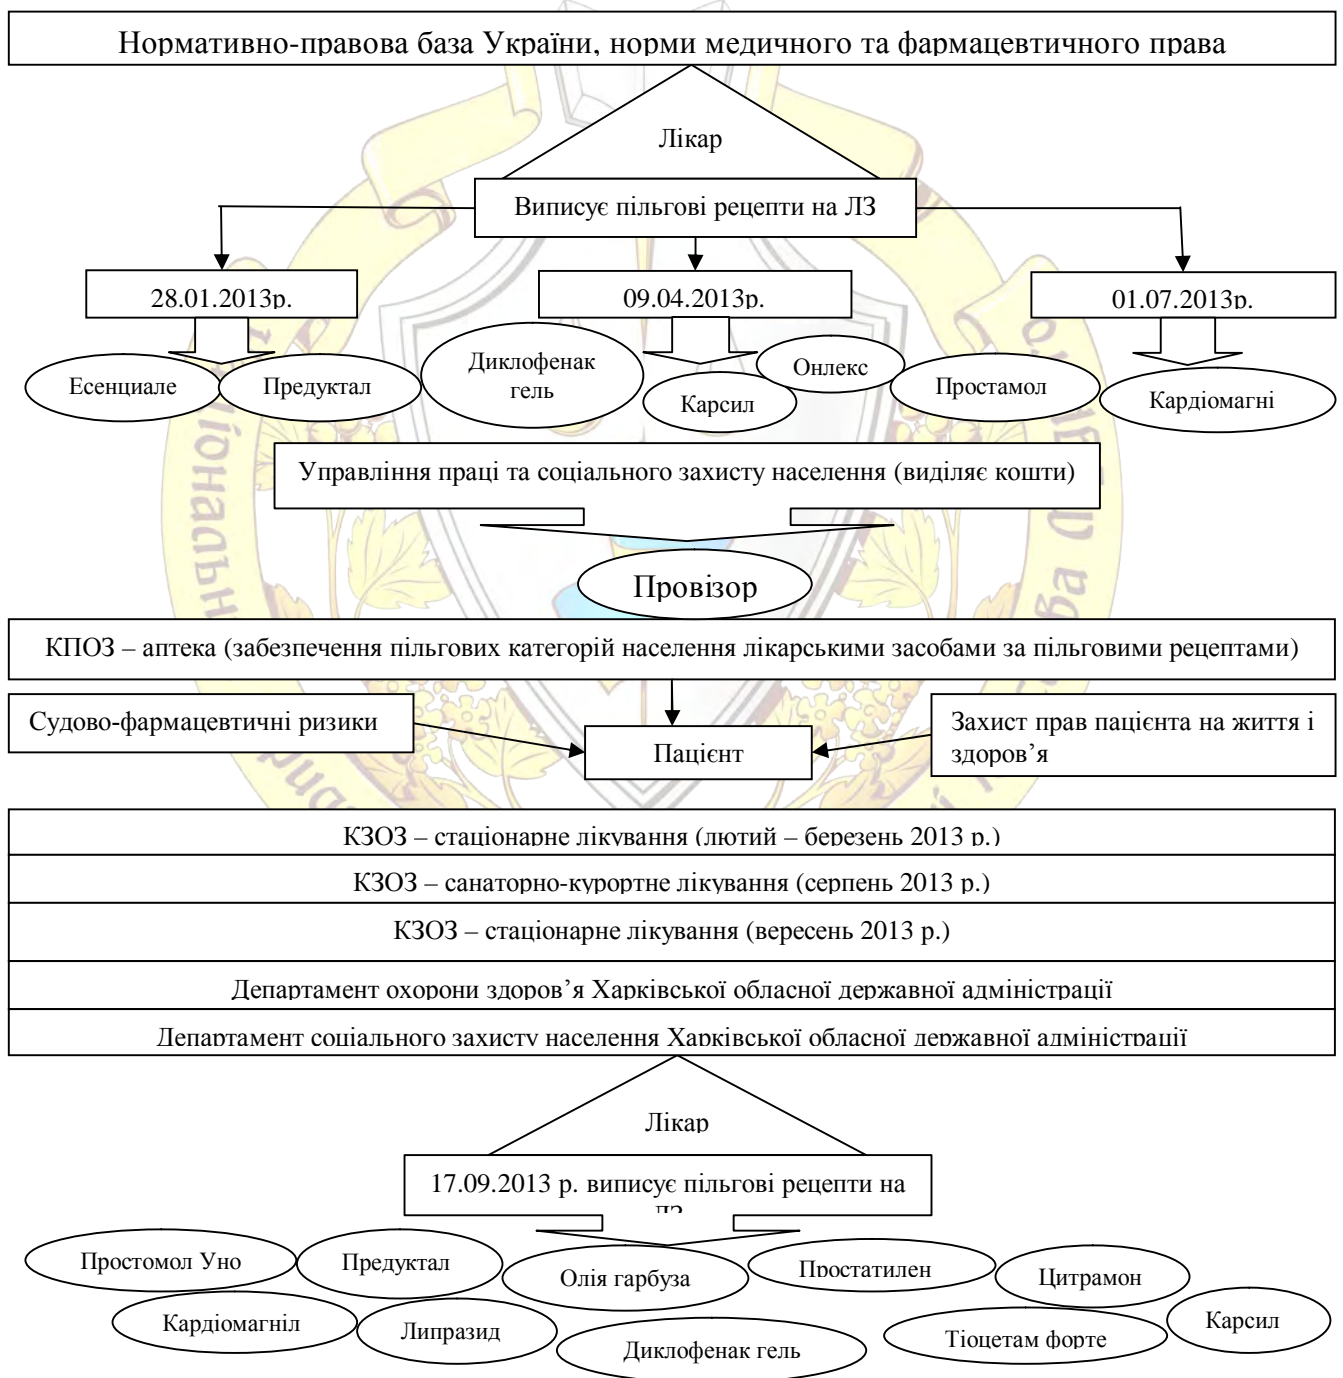 Нормативно-правова база України, норми медичного та фармацевтичного права
Лікар
Виписує пільгові рецепти на ЛЗ
28.01.2013р.
09.04.2013р.
01.07.2013р.
Есенциале
Предуктал
Диклофенак
гель
Карсил
Онлекс
Простамол
Кардіомагні
Управління праці та соціального захисту населення (виділяє кошти)
Провізор
КПОЗ – аптека (забезпечення пільгових категорій населення лікарськими засобами за пільговими рецептами)
Судово-фармацевтичні ризики
Пацієнт
Захист прав пацієнта на життя і
здоров’я
КЗОЗ – стаціонарне лікування (лютий – березень 2013 р.)
КЗОЗ – санаторно-курортне лікування (серпень 2013 р.)
КЗОЗ – стаціонарне лікування (вересень 2013 р.)
Департамент охорони здоров’я Харківської обласної державної адміністрації
Департамент соціального захисту населення Харківської обласної державної адміністрації
Лікар
17.09.2013 р. виписує пільгові рецепти на
ЛЗ
Простомол Уно
Предуктал
Олія гарбуза
Простатилен
Цитрамон
Кардіомагніл
Липразид
Диклофенак гель
Тіоцетам форте
Карсил